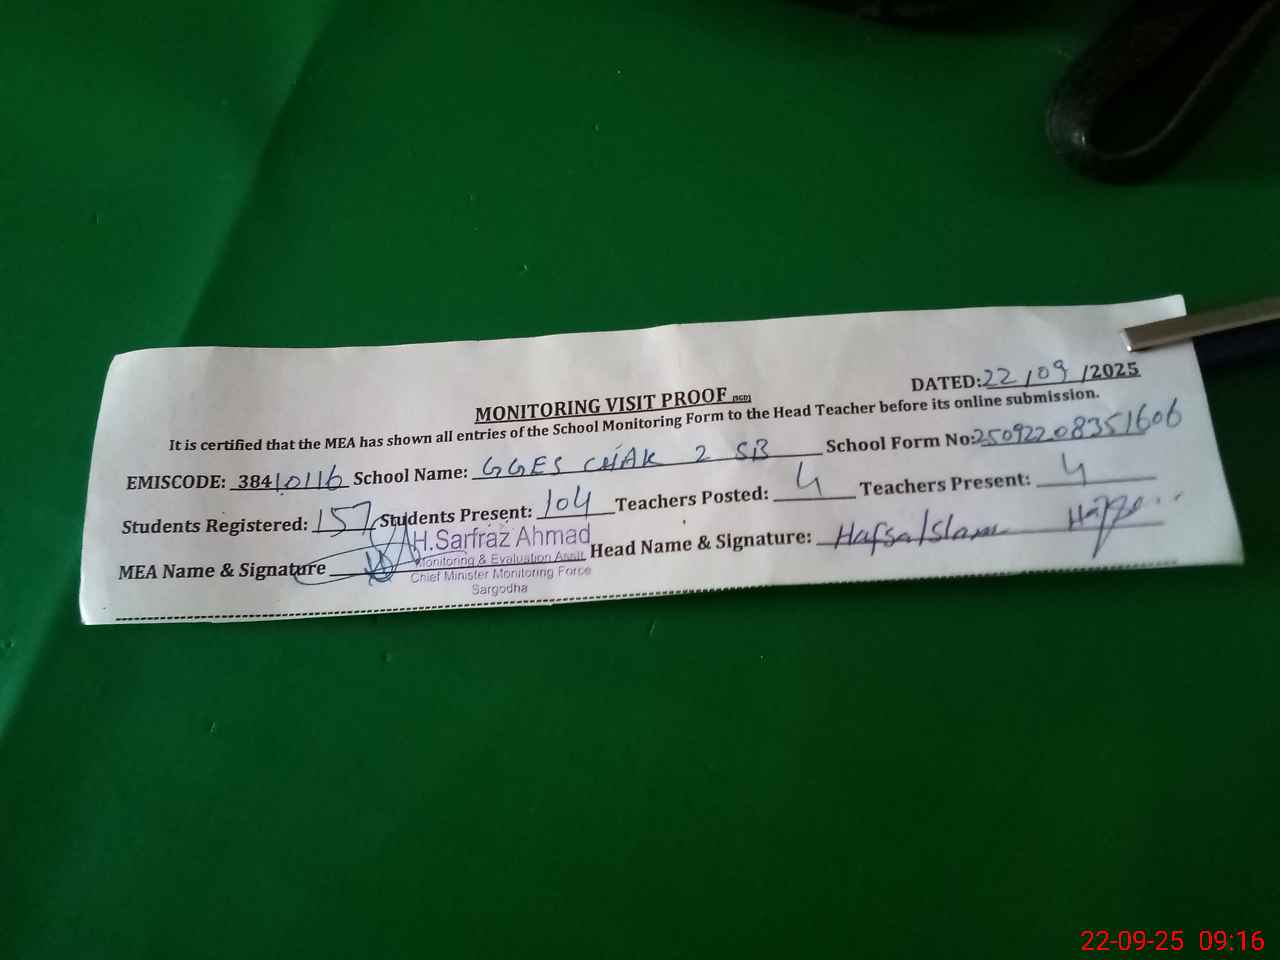 MONITORING VISIT PROOF (SGD)
DATED: 22/09/2025
It is certified that the MEA has shown all entries of the School Monitoring Form to the Head Teacher before its online submission.
EMISCODE: 38410116 School Name: GGES CHAK 2 SB School Form No: 25092208351606
Students Registered: 157 Students Present: 104 Teachers Posted: 4 Teachers Present: 4
MEA Name & Signature H.Sarfraz Ahmad Head Name & Signature: Hafsa Islam
Monitoring & Evaluation Asstt
Chief Minister Monitoring Force
Sargodha
22-09-25 09:16